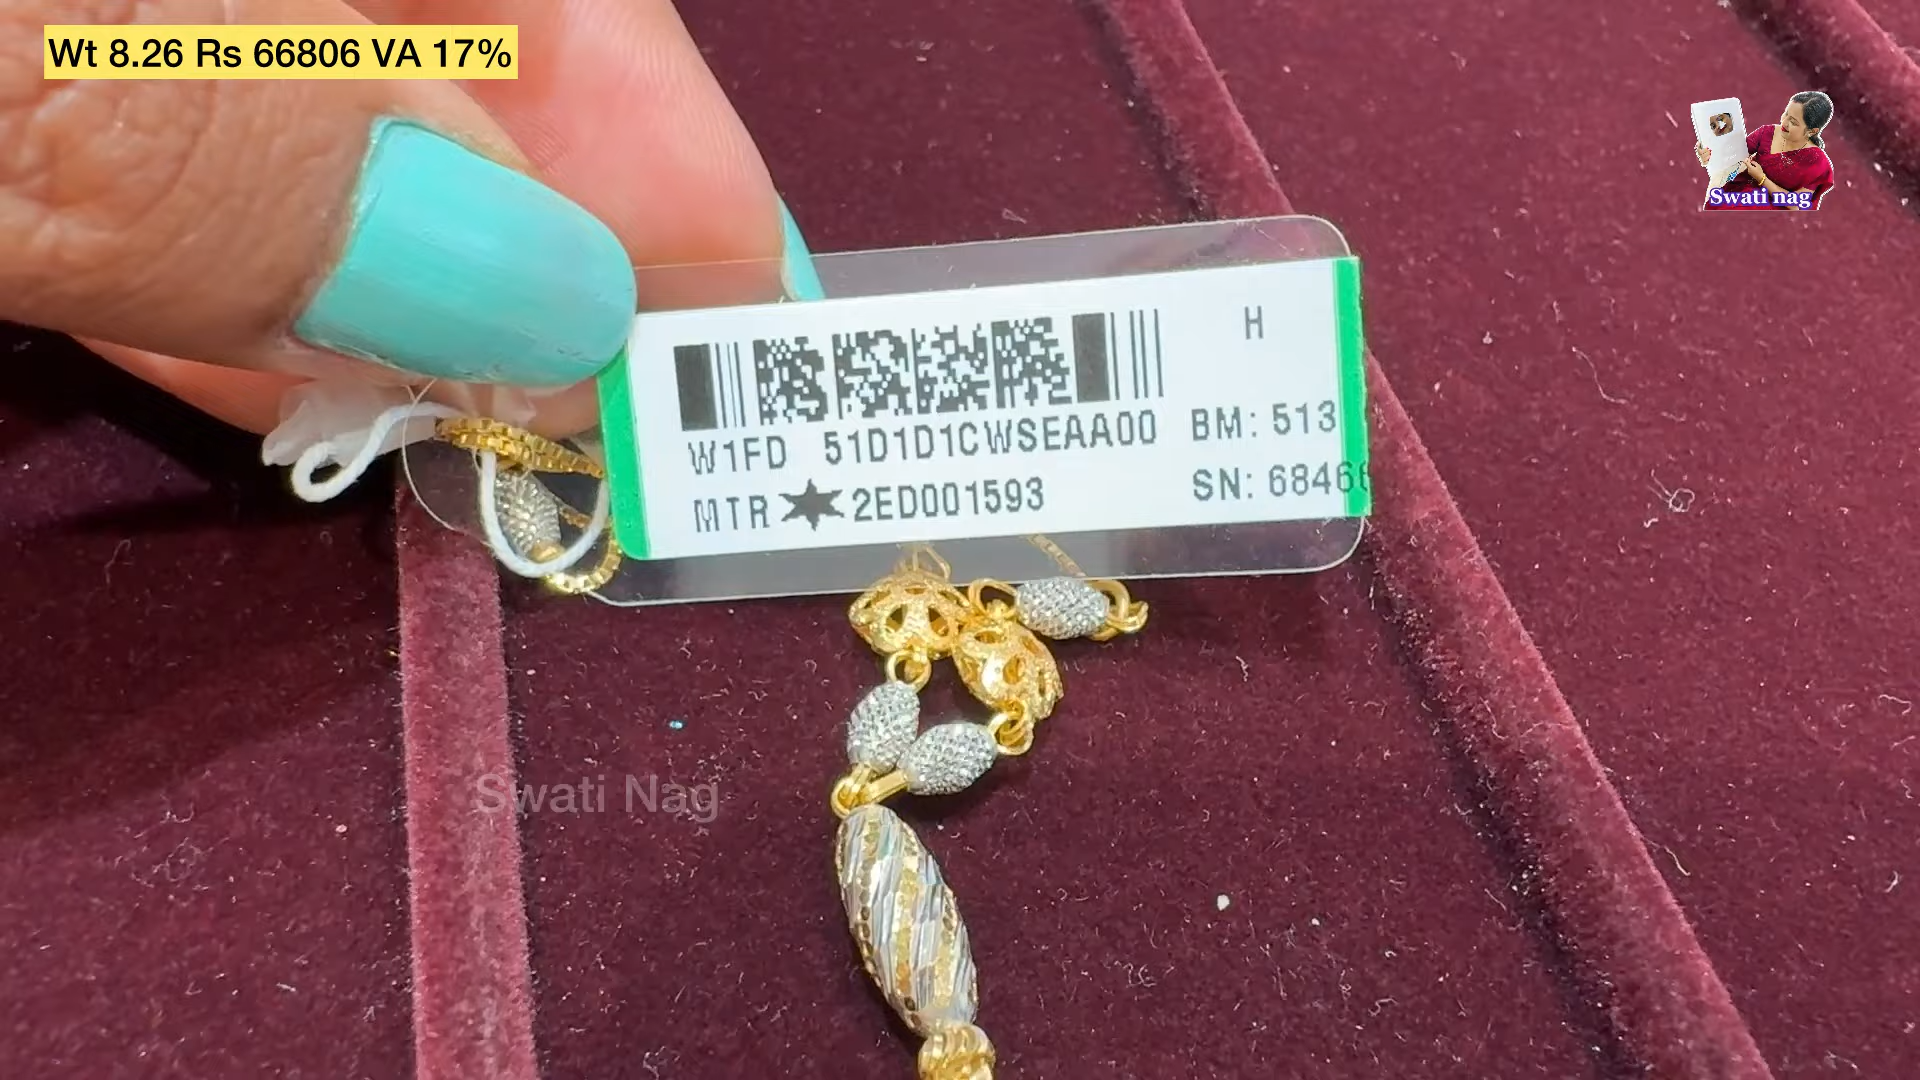 Wt 8.26 Rs 66806 VA 17%
Swati nag
H
W1FD 51D1D1CWSEAA00 BM: 513
MTR★2ED001593 SN: 6846
Swati Nag